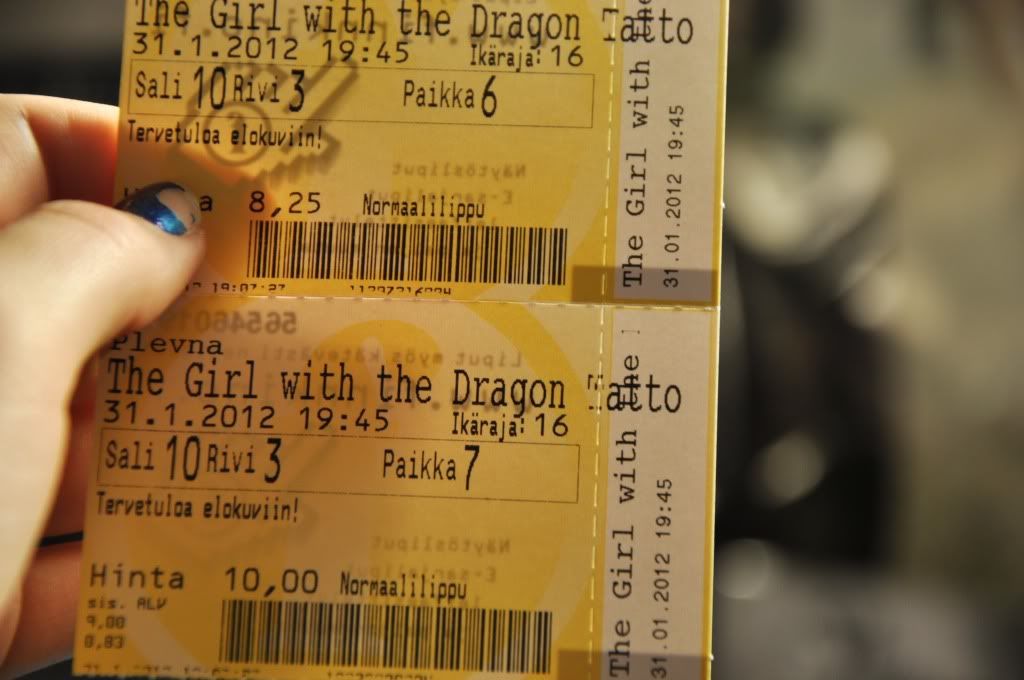 The Girl with the Dragon Tatto
31.1.2012 19:45 Ikäraja: 16
Sali 10 Rivi 3 Paikka 6
Tervetuloa elokuviin!
a 8,25 Normaalilippu
The Girl with the
31.01.2012 19:45
Plevna
The Girl with the Dragon Tatto
31.1.2012 19:45 Ikäraja: 16
Sali 10 Rivi 3 Paikka 7
Tervetuloa elokuviin!
Hinta 10,00 Normaalilippu
sis. ALV
9,00
0,83
The Girl with the
31.01.2012 19:45